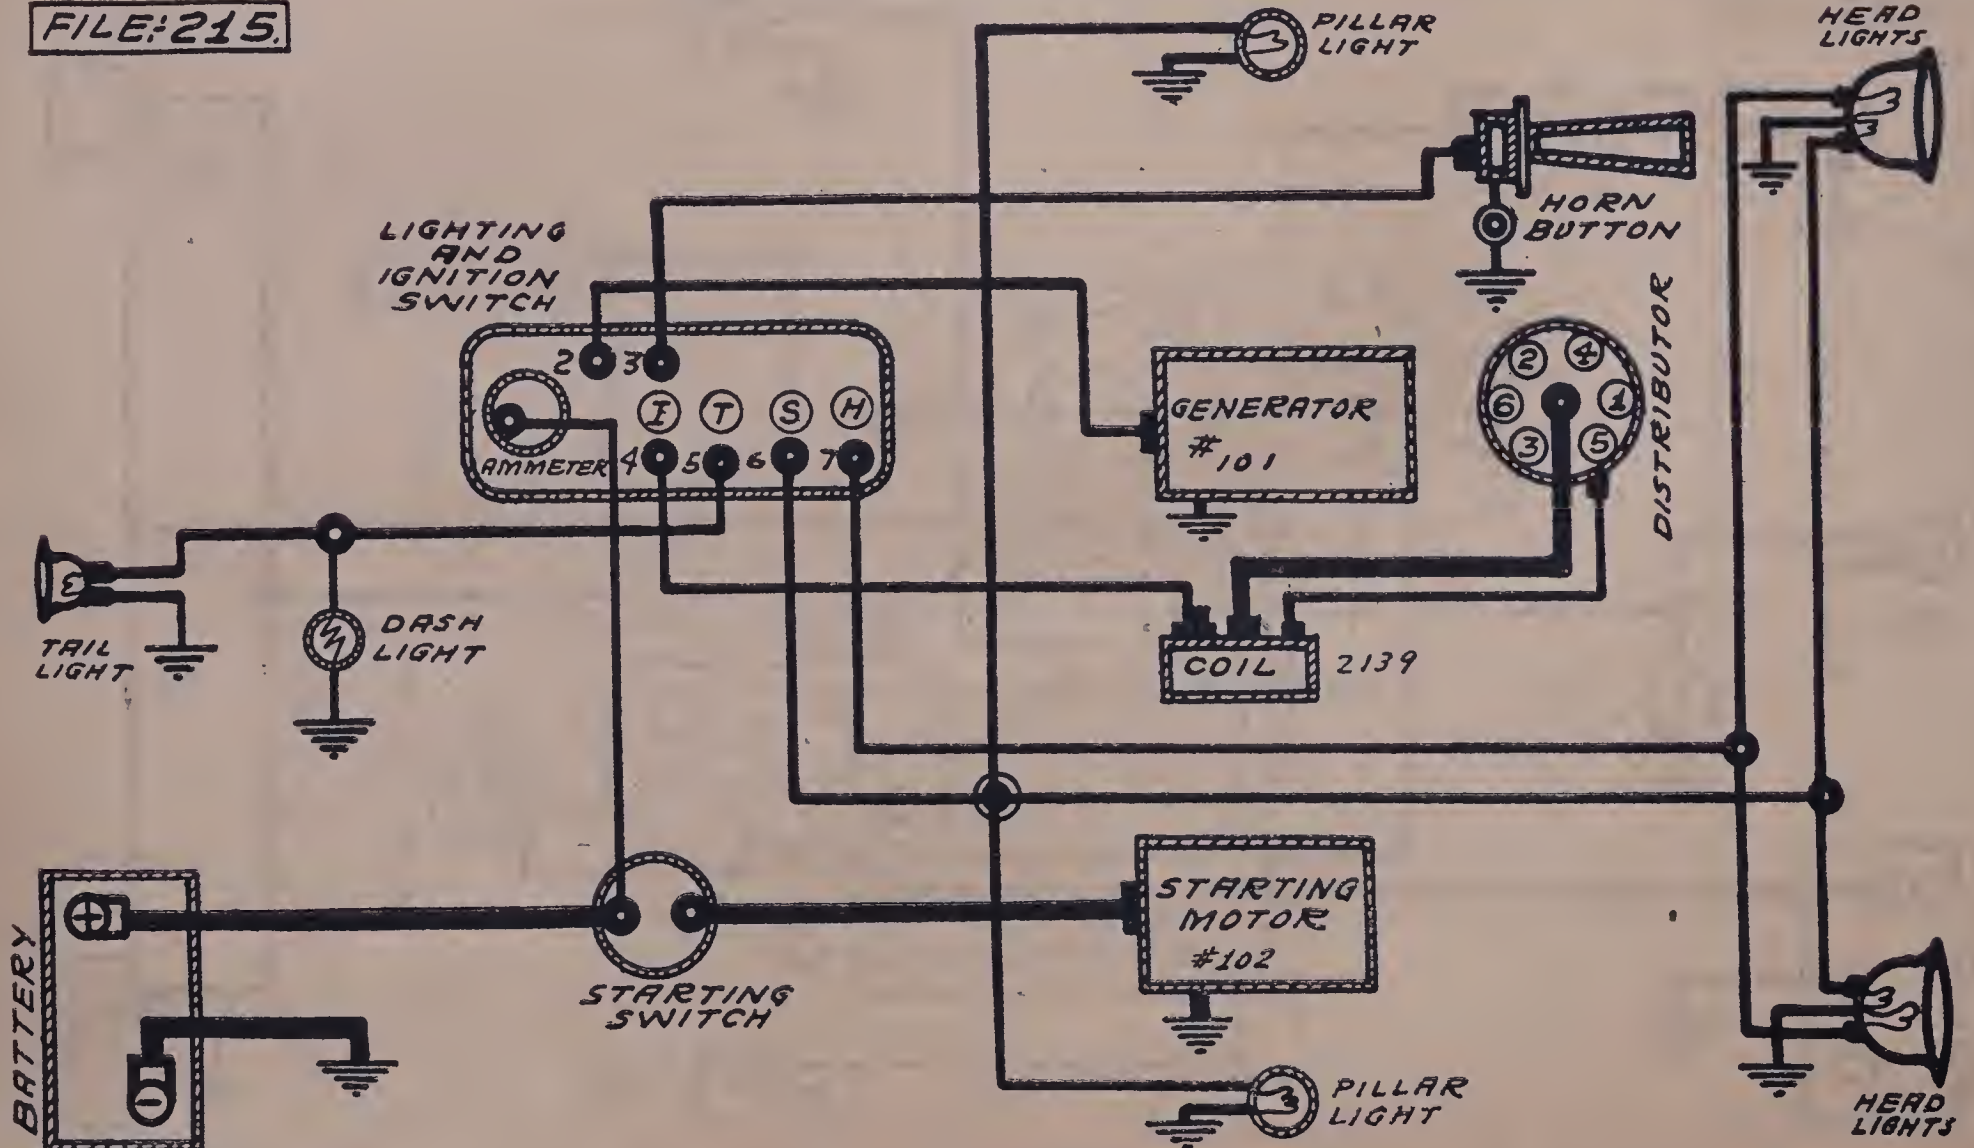 FILE:215.
PILLAR
LIGHT
HEAD
LIGHTS
HORN
BUTTON
LIGHTING
AND
IGNITION
SWITCH
2 3
I T S H
AMMETER 4 5 6 7
GENERATOR
#101
DISTRIBUTOR
2 4
6 1
3 5
TAIL
LIGHT
DASH
LIGHT
COIL 2139
BATTERY
+
-
STARTING
SWITCH
STARTING
MOTOR
#102
PILLAR
LIGHT
HEAD
LIGHTS